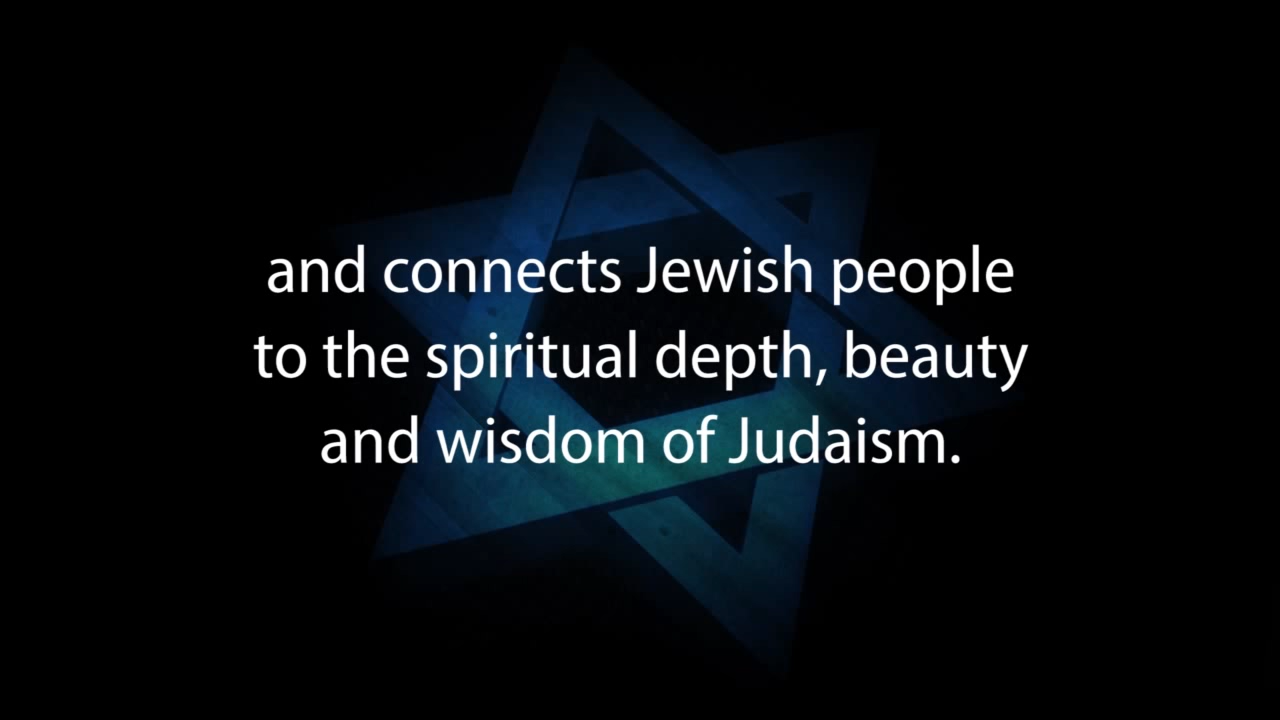 and connects Jewish people
to the spiritual depth, beauty
and wisdom of Judaism.